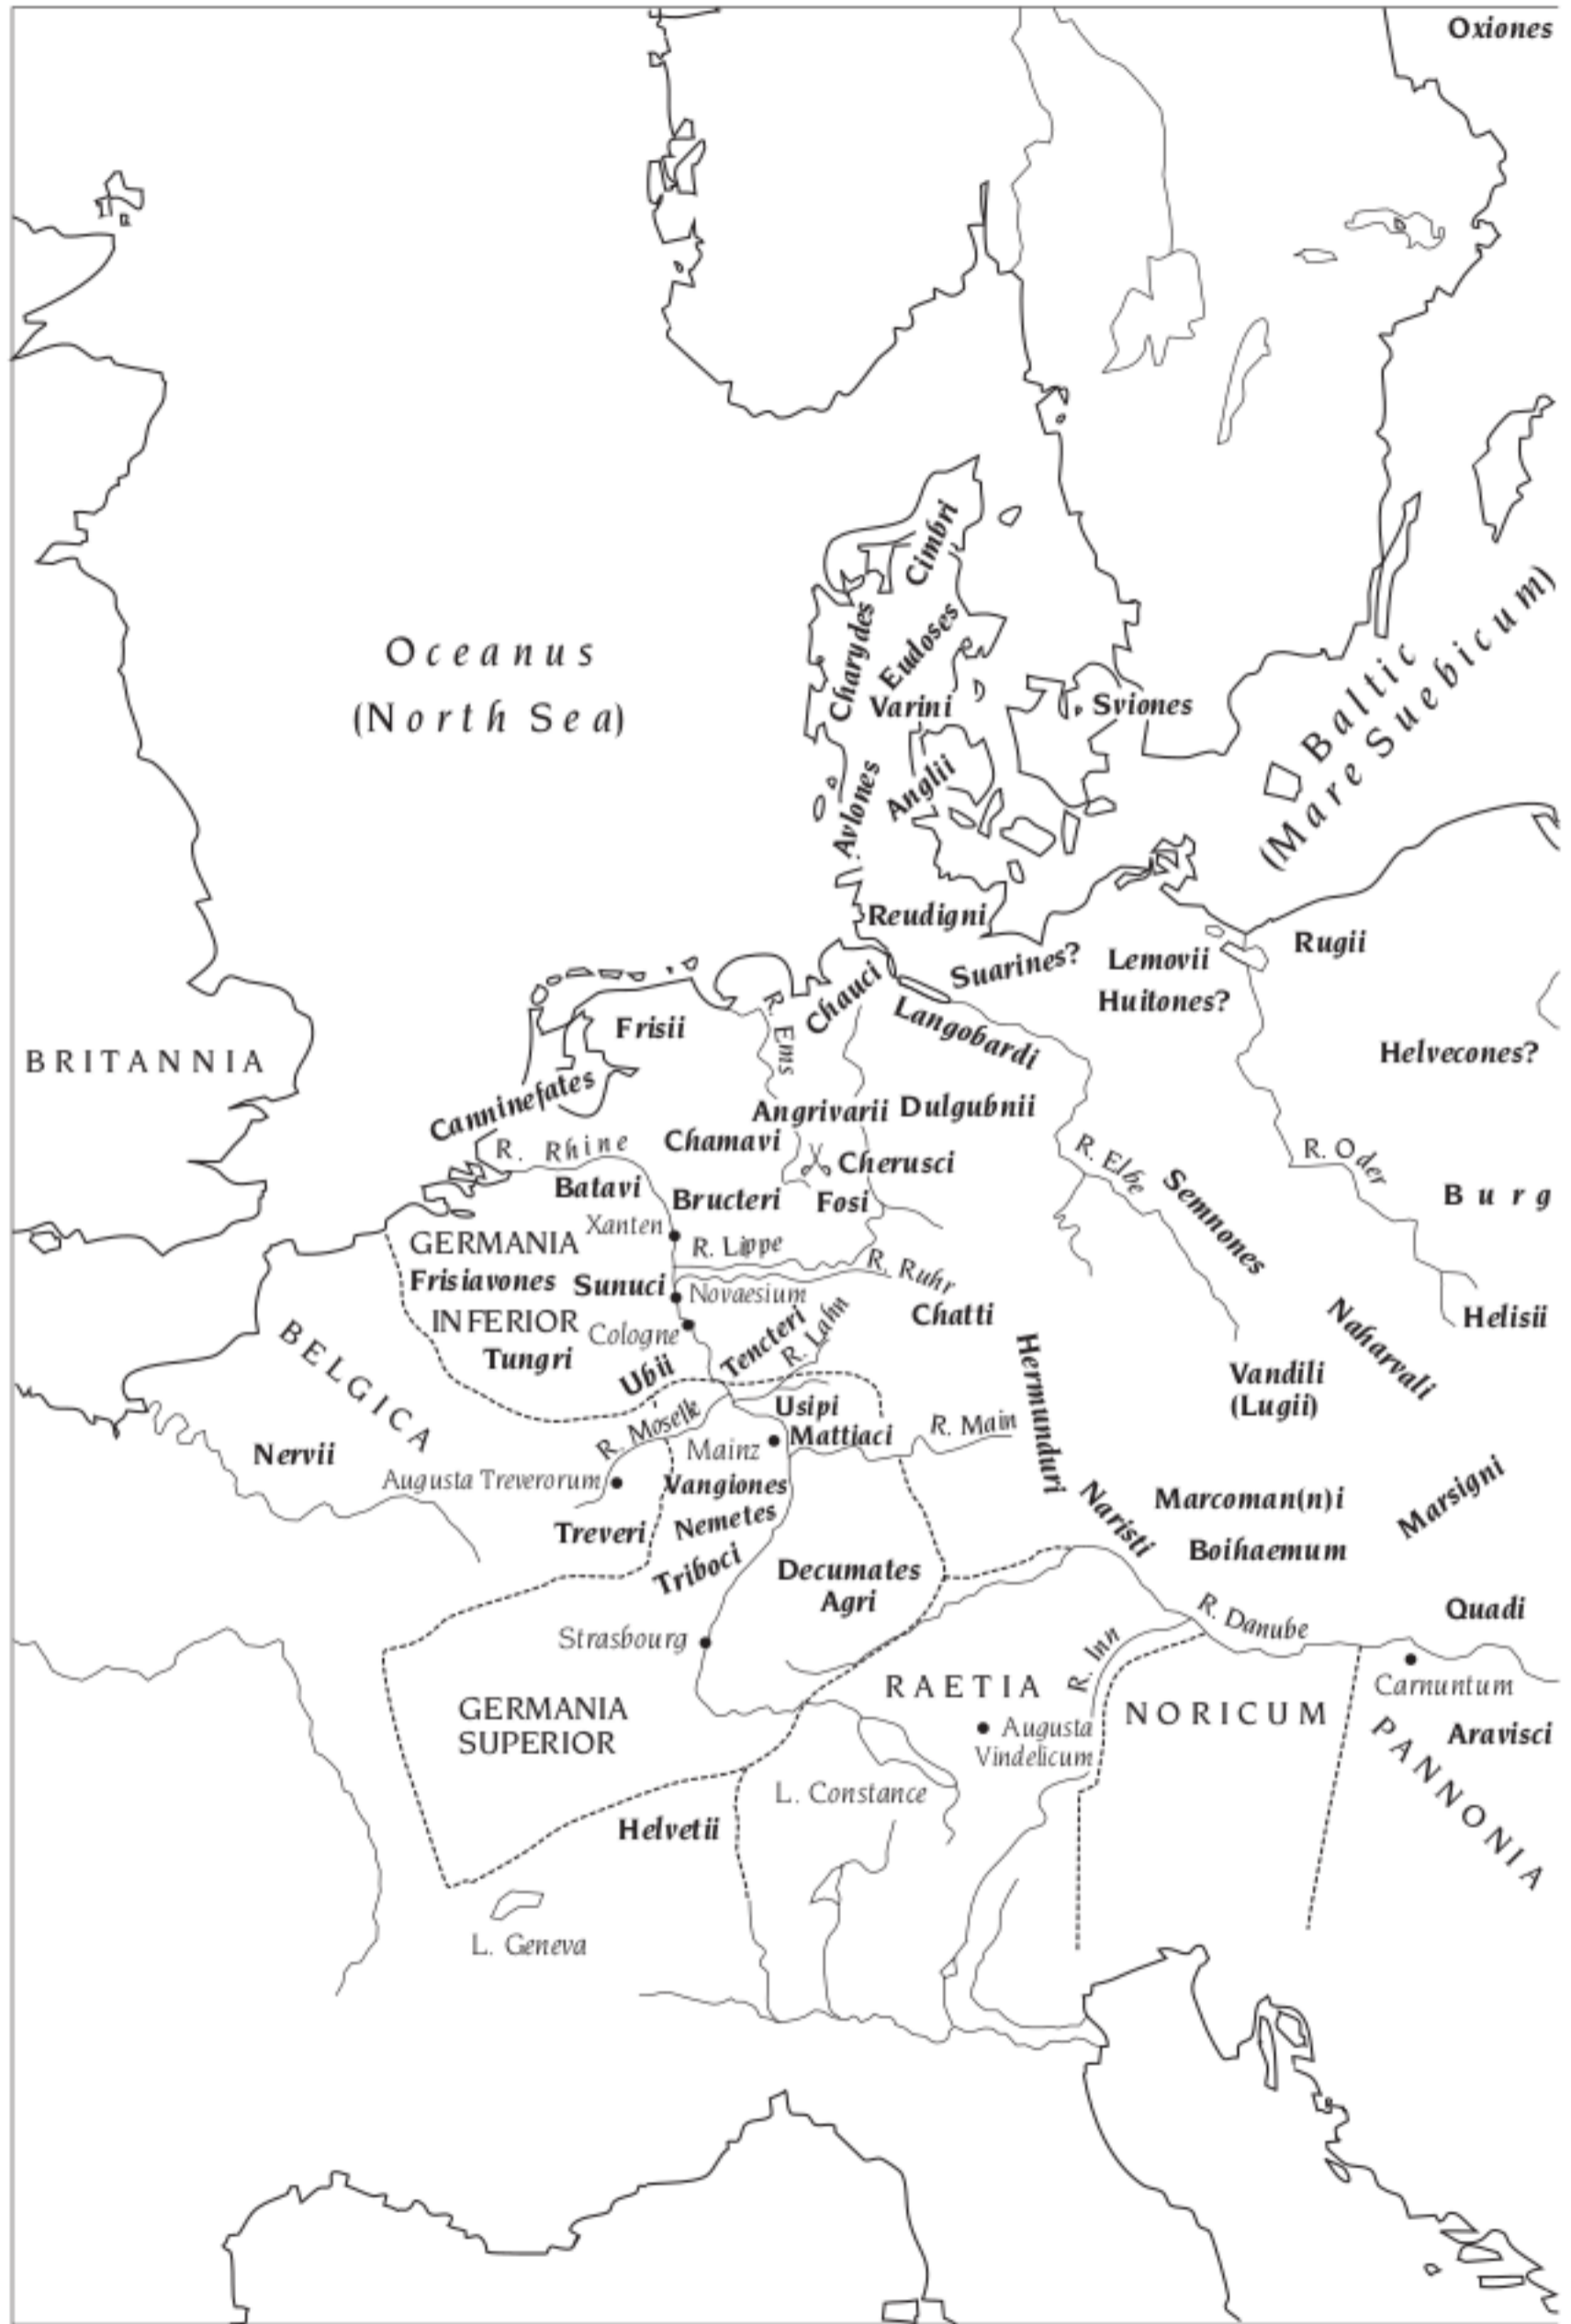 Oxiones
Cimbri
Charydes
Eudoses
Oceanus
(North Sea)
Varini
Sviones
Baltic
(Mare Suebicum)
Avlones
Anglii
Reudigni
Suarines?
Lemovii
Rugii
Huitones?
Chauci
R. Ems
Frisii
Langobardi
BRITANNIA
Helvecones?
Canninefates
Angrivarii
Dulgubnii
R. Rhine
Chamavi
Cherusci
R. Elbe
R. Oder
Batavi
Bructeri
Fosi
Semnones
Burg
Xanten
GERMANIA
R. Lippe
R. Ruhr
Frisiavones
Sunuci
Novaesium
INFERIOR
Cologne
Tencteri
R. Lahn
Chatti
Helisii
Naharvali
BELGICA
Tungri
Ubii
Hermunduri
Vandili
(Lugii)
Usipi
R. Moselle
Mattiaci
R. Main
Nervii
Mainz
Augusta Treverorum
Vangiones
Marcoman(n)i
Marsigni
Naristi
Treveri
Nemetes
Boihaemum
Triboci
Decumates
Agri
Quadi
R. Danube
Strasbourg
R. Inn
RAETIA
Carnuntum
GERMANIA
SUPERIOR
NORICUM
Augusta
Vindelicum
Aravisci
PANNONIA
L. Constance
Helvetii
L. Geneva